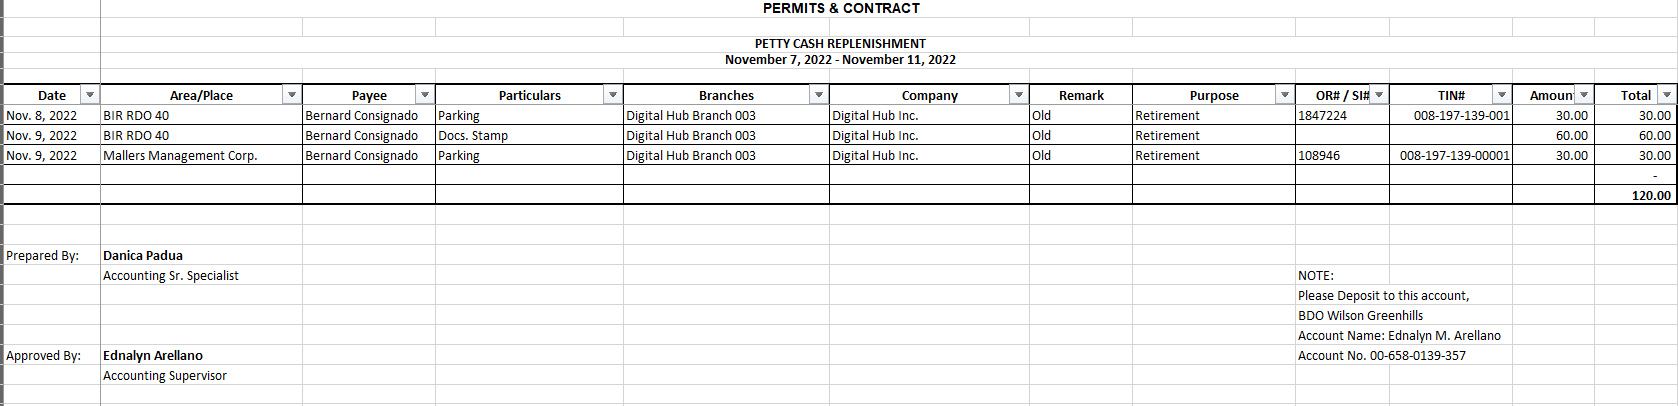 PERMITS & CONTRACT
PETTY CASH REPLENISHMENT
November 7, 2022 - November 11, 2022
Date Area/Place Payee Particulars Branches Company Remark Purpose OR# / SI# TIN# Amoun Total
Nov. 8, 2022 BIR RDO 40 Bernard Consignado Parking Digital Hub Branch 003 Digital Hub Inc. Old Retirement 1847224 008-197-139-001 30.00 30.00
Nov. 9, 2022 BIR RDO 40 Bernard Consignado Docs. Stamp Digital Hub Branch 003 Digital Hub Inc. Old Retirement 60.00 60.00
Nov. 9, 2022 Mallers Management Corp. Bernard Consignado Parking Digital Hub Branch 003 Digital Hub Inc. Old Retirement 108946 008-197-139-00001 30.00 30.00
-
120.00
Prepared By: Danica Padua
Accounting Sr. Specialist NOTE:
Please Deposit to this account,
BDO Wilson Greenhills
Account Name: Ednalyn M. Arellano
Approved By: Ednalyn Arellano Account No. 00-658-0139-357
Accounting Supervisor